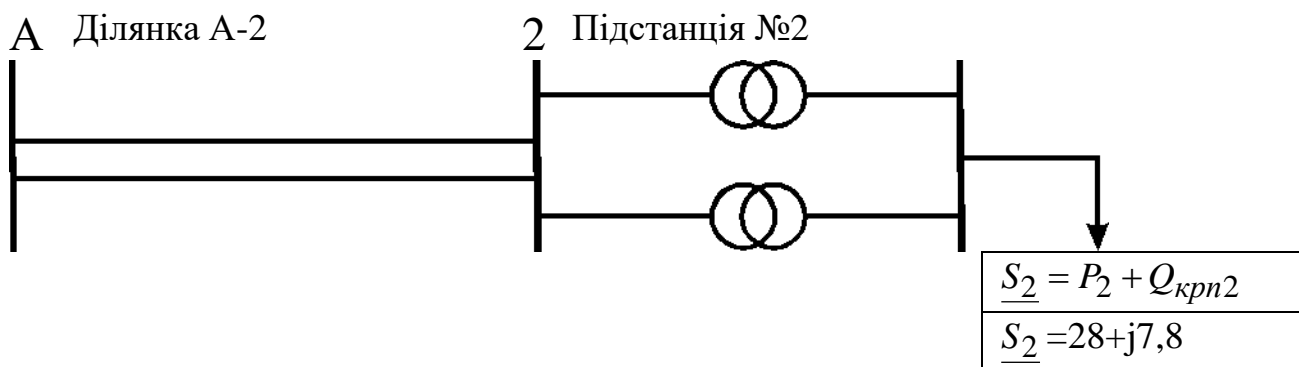 А Ділянка А-2 2 Підстанція №2
S2 = P2 + Qкрп2
S2 =28+j7,8